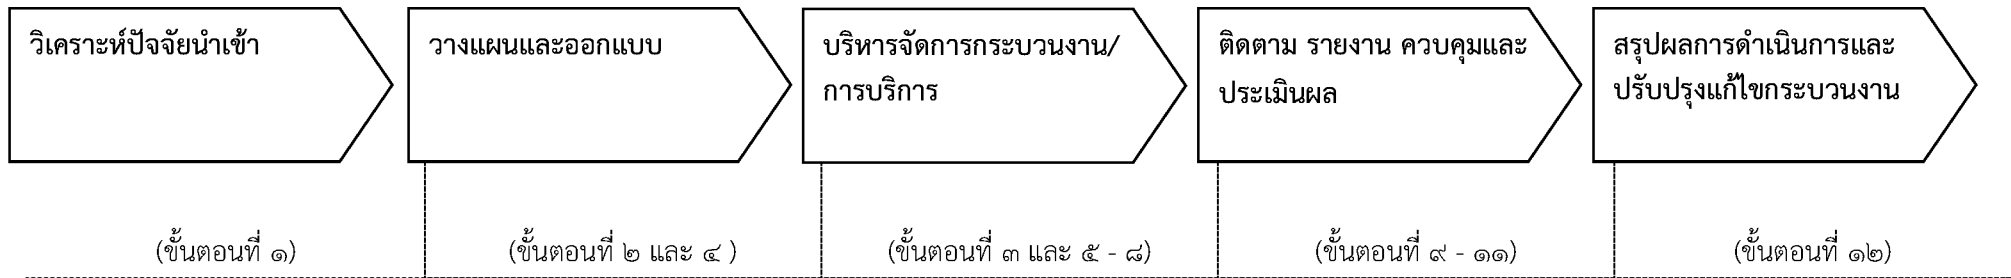 วิเคราะห์ปัจจัยนำเข้า
วางแผนและออกแบบ
บริหารจัดการกระบวนงาน/
การบริการ
ติดตาม รายงาน ควบคุมและ
ประเมินผล
สรุปผลการดำเนินการและ
ปรับปรุงแก้ไขกระบวนงาน
(ขั้นตอนที่ ๑)
(ขั้นตอนที่ ๒ และ ๔ )
(ขั้นตอนที่ ๓ และ ๕ - ๘)
(ขั้นตอนที่ ๙ - ๑๑)
(ขั้นตอนที่ ๑๒)